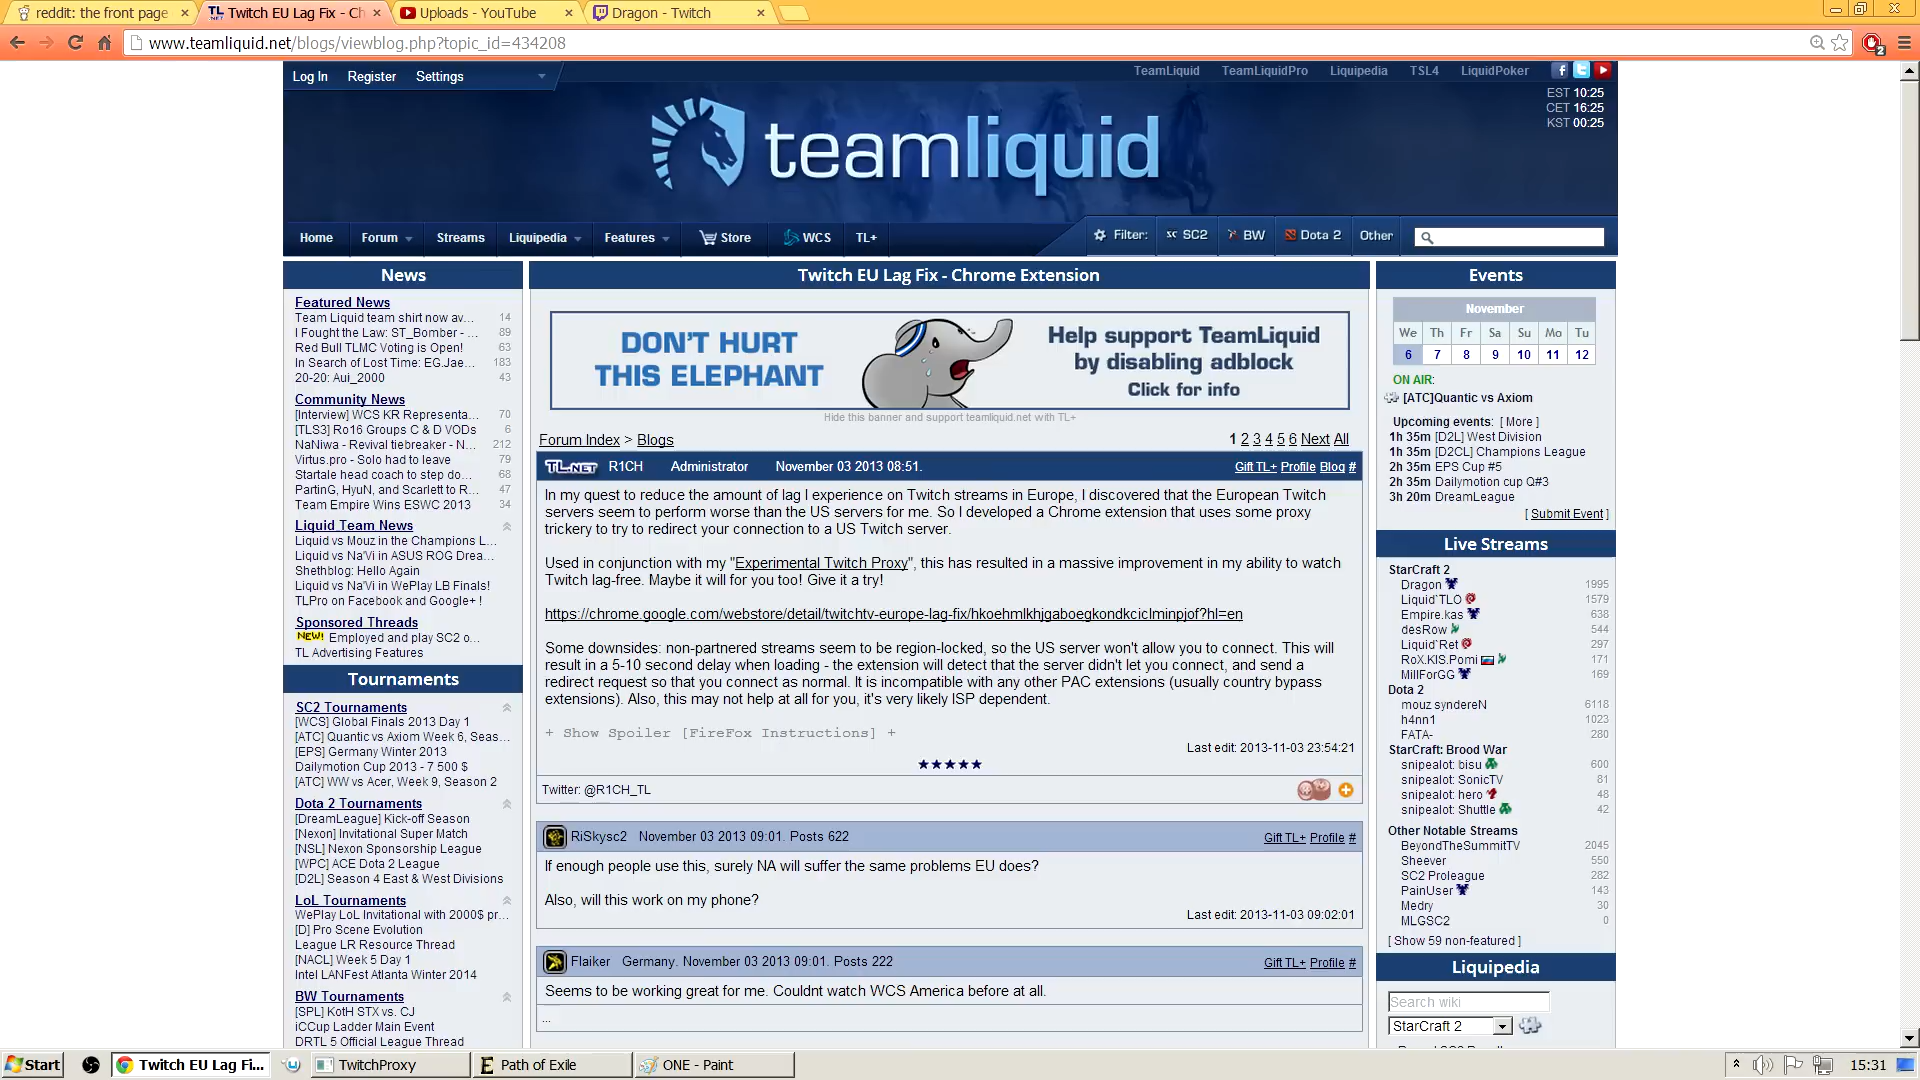 reddit: the front page
Twitch EU Lag Fix - Ch
Uploads - YouTube
Dragon - Twitch
www.teamliquid.net/blogs/viewblog.php?topic_id=434208
2
Log In
Register
Settings
TeamLiquid
TeamLiquidPro
Liquipedia
TSL4
LiquidPoker
EST 10:25
CET 16:25
KST 00:25
teamliquid
Home
Forum
Streams
Liquipedia
Features
Store
WCS
TL+
Filter:
SC2
BW
Dota 2
Other
News
Featured News
Team Liquid team shirt now av... 14
I Fought the Law: ST_Bomber - ... 89
Red Bull TLMC Voting is Open! 63
In Search of Lost Time: EG.Jae... 183
20-20: Aui_2000 43
Community News
[Interview] WCS KR Representa... 70
[TLS3] Ro16 Groups C & D VODs 6
NaNiwa - Revival tiebreaker - N... 212
Virtus.pro - Solo had to leave 79
Startale head coach to step do... 68
PartinG, HyuN, and Scarlett to R... 47
Team Empire Wins ESWC 2013 34
Liquid Team News
Liquid vs Mouz in the Champions L...
Liquid vs Na'Vi in ASUS ROG Drea...
Shethblog: Hello Again
Liquid vs Na'Vi in WePlay LB Finals!
TLPro on Facebook and Google+ !
Sponsored Threads
NEW! Employed and play SC2 o...
TL Advertising Features
Tournaments
SC2 Tournaments
[WCS] Global Finals 2013 Day 1
[ATC] Quantic vs Axiom Week 6, Seas...
[EPS] Germany Winter 2013
Dailymotion Cup 2013 - 7 500 $
[ATC] WW vs Acer, Week 9, Season 2
Dota 2 Tournaments
[DreamLeague] Kick-off Season
[Nexon] Invitational Super Match
[NSL] Nexon Sponsorship League
[WPC] ACE Dota 2 League
[D2L] Season 4 East & West Divisions
LoL Tournaments
WePlay LoL Invitational with 2000$ pr...
[D] Pro Scene Evolution
League LR Resource Thread
[NACL] Week 5 Day 1
Intel LANFest Atlanta Winter 2014
BW Tournaments
[SPL] KotH STX vs. CJ
iCCup Ladder Main Event
DRTL 5 Official League Thread
Twitch EU Lag Fix - Chrome Extension
DON'T HURT
THIS ELEPHANT
Help support TeamLiquid
by disabling adblock
Click for info
Hide this banner and support teamliquid.net with TL+
Forum Index > Blogs
1 2 3 4 5 6 Next All
TL.NET R1CH Administrator November 03 2013 08:51.
Gift TL+ Profile Blog #
In my quest to reduce the amount of lag I experience on Twitch streams in Europe, I discovered that the European Twitch
servers seem to perform worse than the US servers for me. So I developed a Chrome extension that uses some proxy
trickery to try to redirect your connection to a US Twitch server.
Used in conjunction with my "Experimental Twitch Proxy", this has resulted in a massive improvement in my ability to watch
Twitch lag-free. Maybe it will for you too! Give it a try!
https://chrome.google.com/webstore/detail/twitchtv-europe-lag-fix/hkoehmlkhjgaboegkondkciclminpjof?hl=en
Some downsides: non-partnered streams seem to be region-locked, so the US server won't allow you to connect. This will
result in a 5-10 second delay when loading - the extension will detect that the server didn't let you connect, and send a
redirect request so that you connect as normal. It is incompatible with any other PAC extensions (usually country bypass
extensions). Also, this may not help at all for you, it's very likely ISP dependent.
+ Show Spoiler [FireFox Instructions] +
Last edit: 2013-11-03 23:54:21
★★★★★
Twitter: @R1CH_TL
RiSkysc2 November 03 2013 09:01. Posts 622
Gift TL+ Profile #
If enough people use this, surely NA will suffer the same problems EU does?
Also, will this work on my phone?
Last edit: 2013-11-03 09:02:01
Flaiker Germany. November 03 2013 09:01. Posts 222
Gift TL+ Profile #
Seems to be working great for me. Couldnt watch WCS America before at all.
...
Events
November
We Th Fr Sa Su Mo Tu
6 7 8 9 10 11 12
ON AIR:
[ATC]Quantic vs Axiom
Upcoming events: [ More ]
1h 35m [D2L] West Division
1h 35m [D2CL] Champions League
2h 35m EPS Cup #5
2h 35m Dailymotion cup Q#3
3h 20m DreamLeague
[ Submit Event ]
Live Streams
StarCraft 2
Dragon 1995
Liquid`TLO 1579
Empire.kas 638
desRow 544
Liquid`Ret 297
RoX.KIS.Pomi 171
MillForGG 169
Dota 2
mouz syndereN 6118
h4nn1 1023
FATA- 280
StarCraft: Brood War
snipealot: bisu 600
snipealot: SonicTV 81
snipealot: hero 48
snipealot: Shuttle 42
Other Notable Streams
BeyondTheSummitTV 2045
Sheever 550
SC2 Proleague 282
PainUser 143
Medry 30
MLGSC2 0
[ Show 59 non-featured ]
Liquipedia
Search wiki
StarCraft 2
Start
Twitch EU Lag Fi...
TwitchProxy
Path of Exile
ONE - Paint
15:31